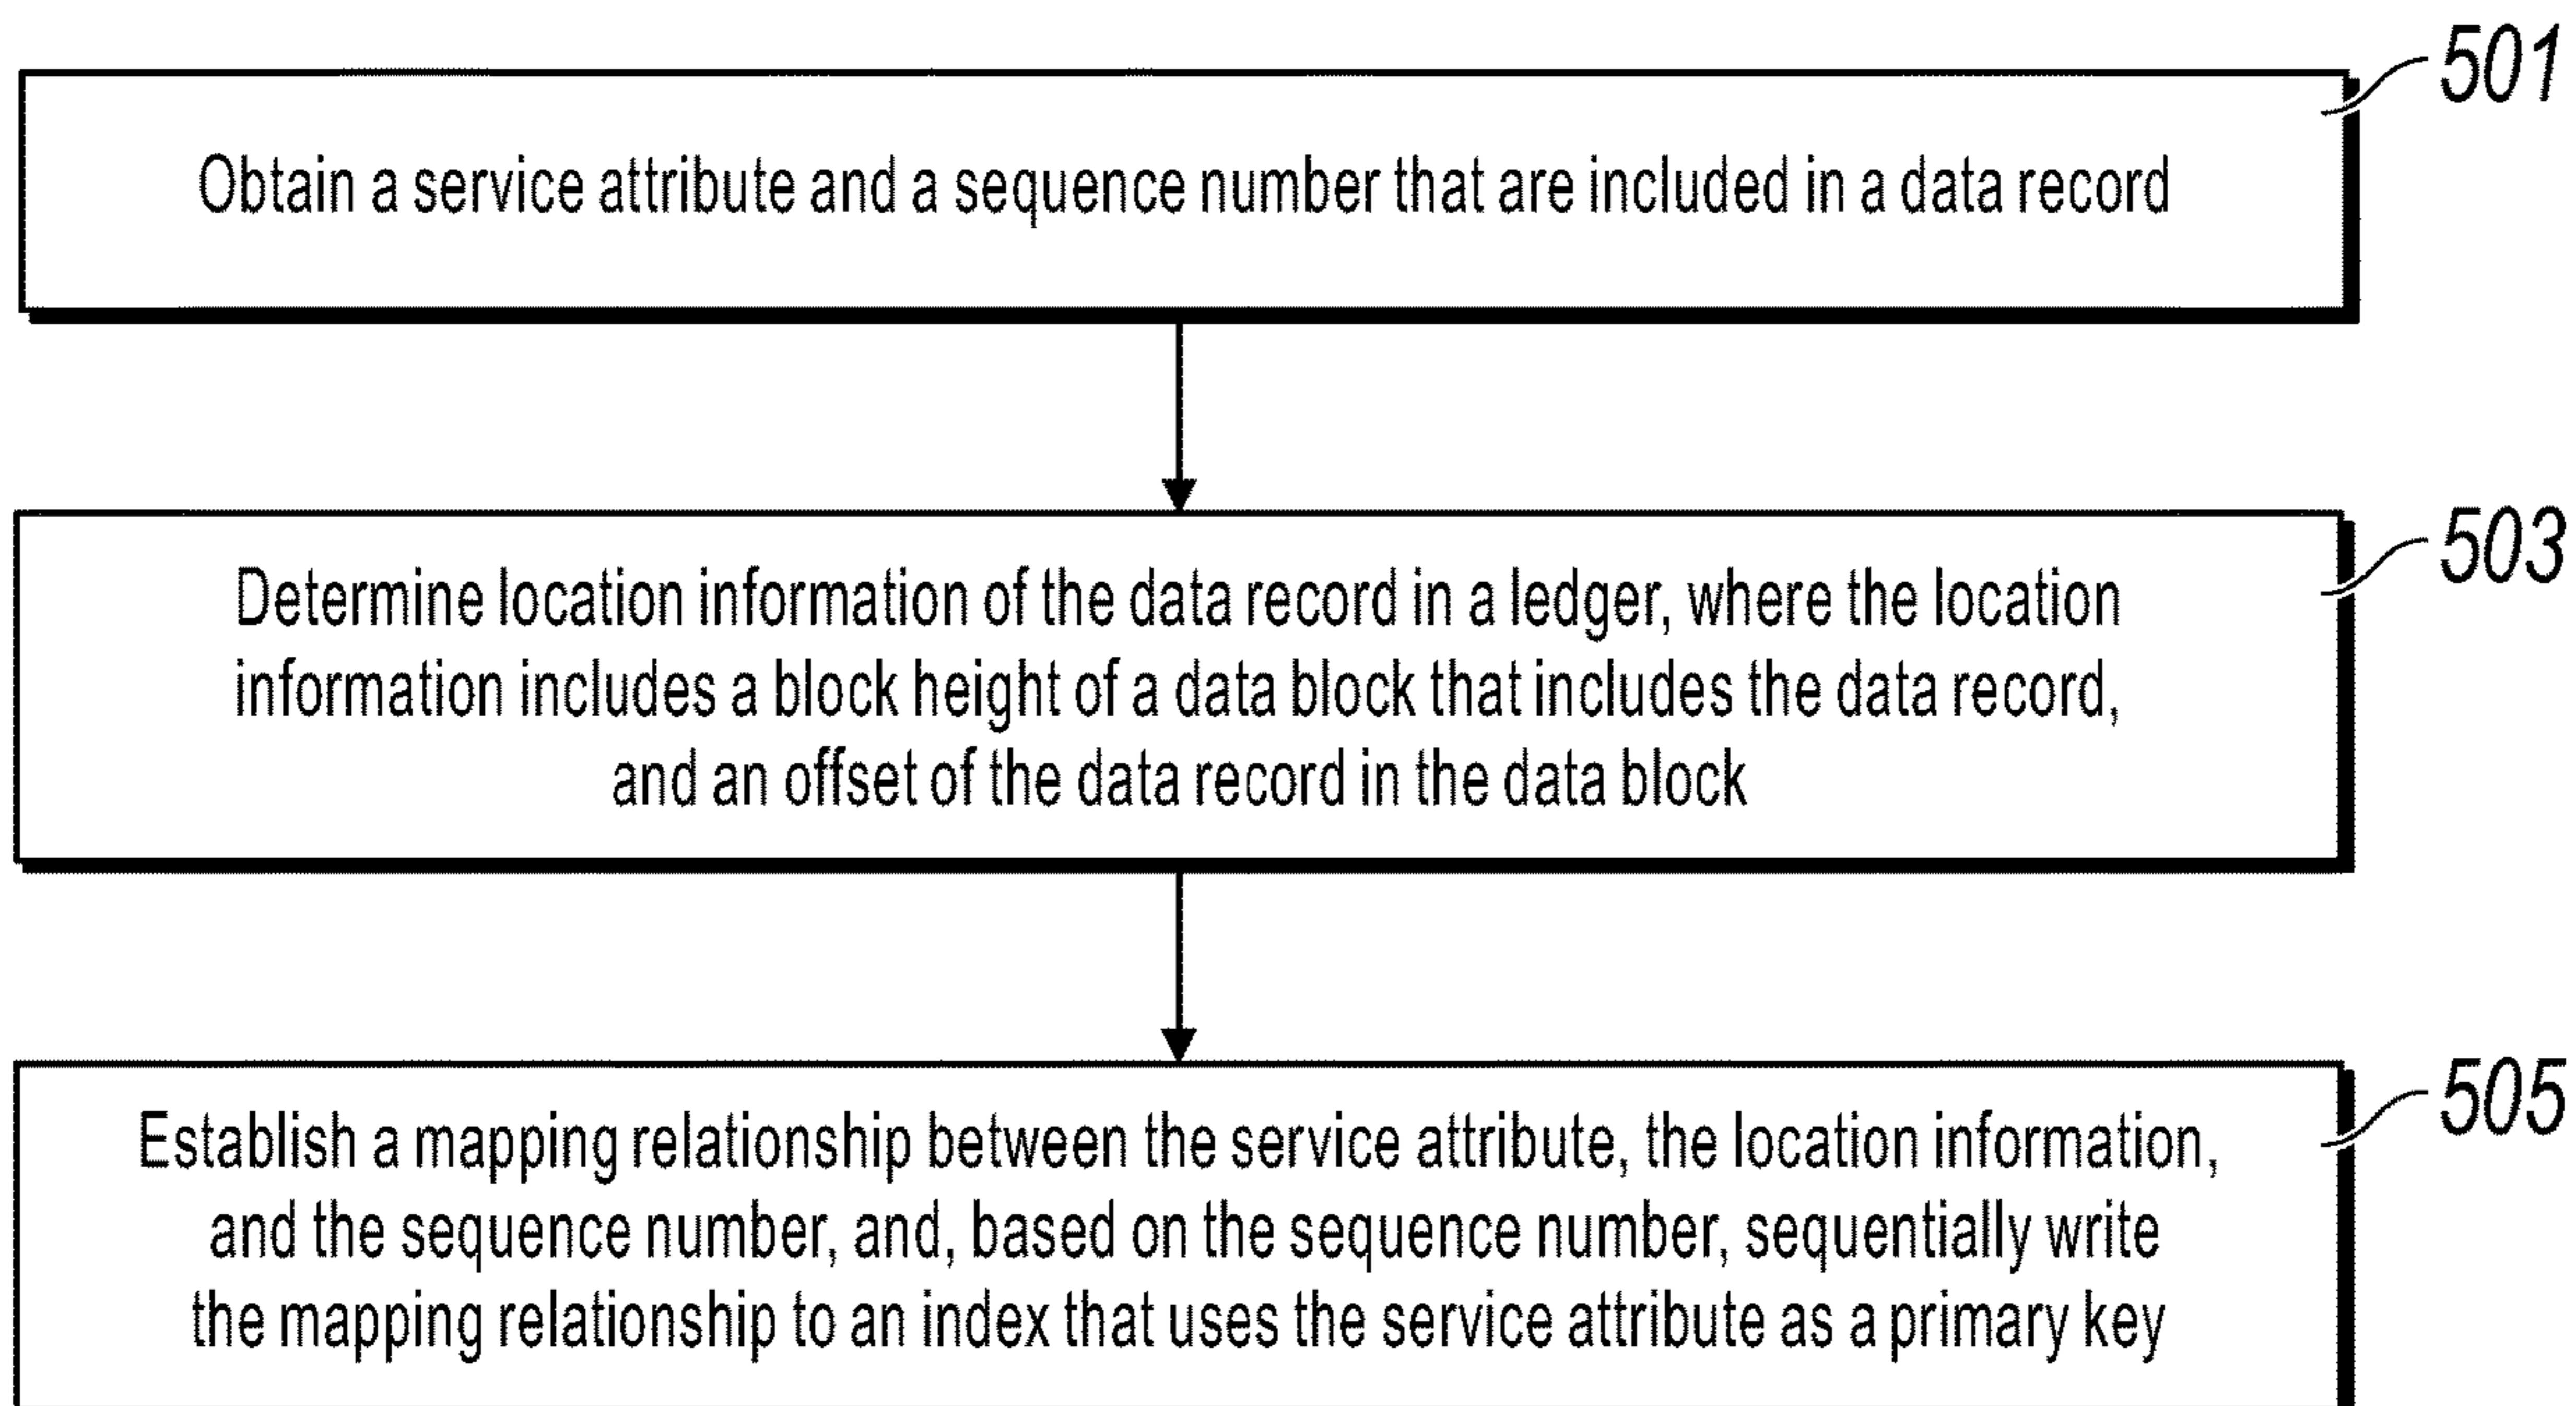 501
Obtain a service attribute and a sequence number that are included in a data record
503
Determine location information of the data record in a ledger, where the location
information includes a block height of a data block that includes the data record,
and an offset of the data record in the data block
505
Establish a mapping relationship between the service attribute, the location information,
and the sequence number, and, based on the sequence number, sequentially write
the mapping relationship to an index that uses the service attribute as a primary key